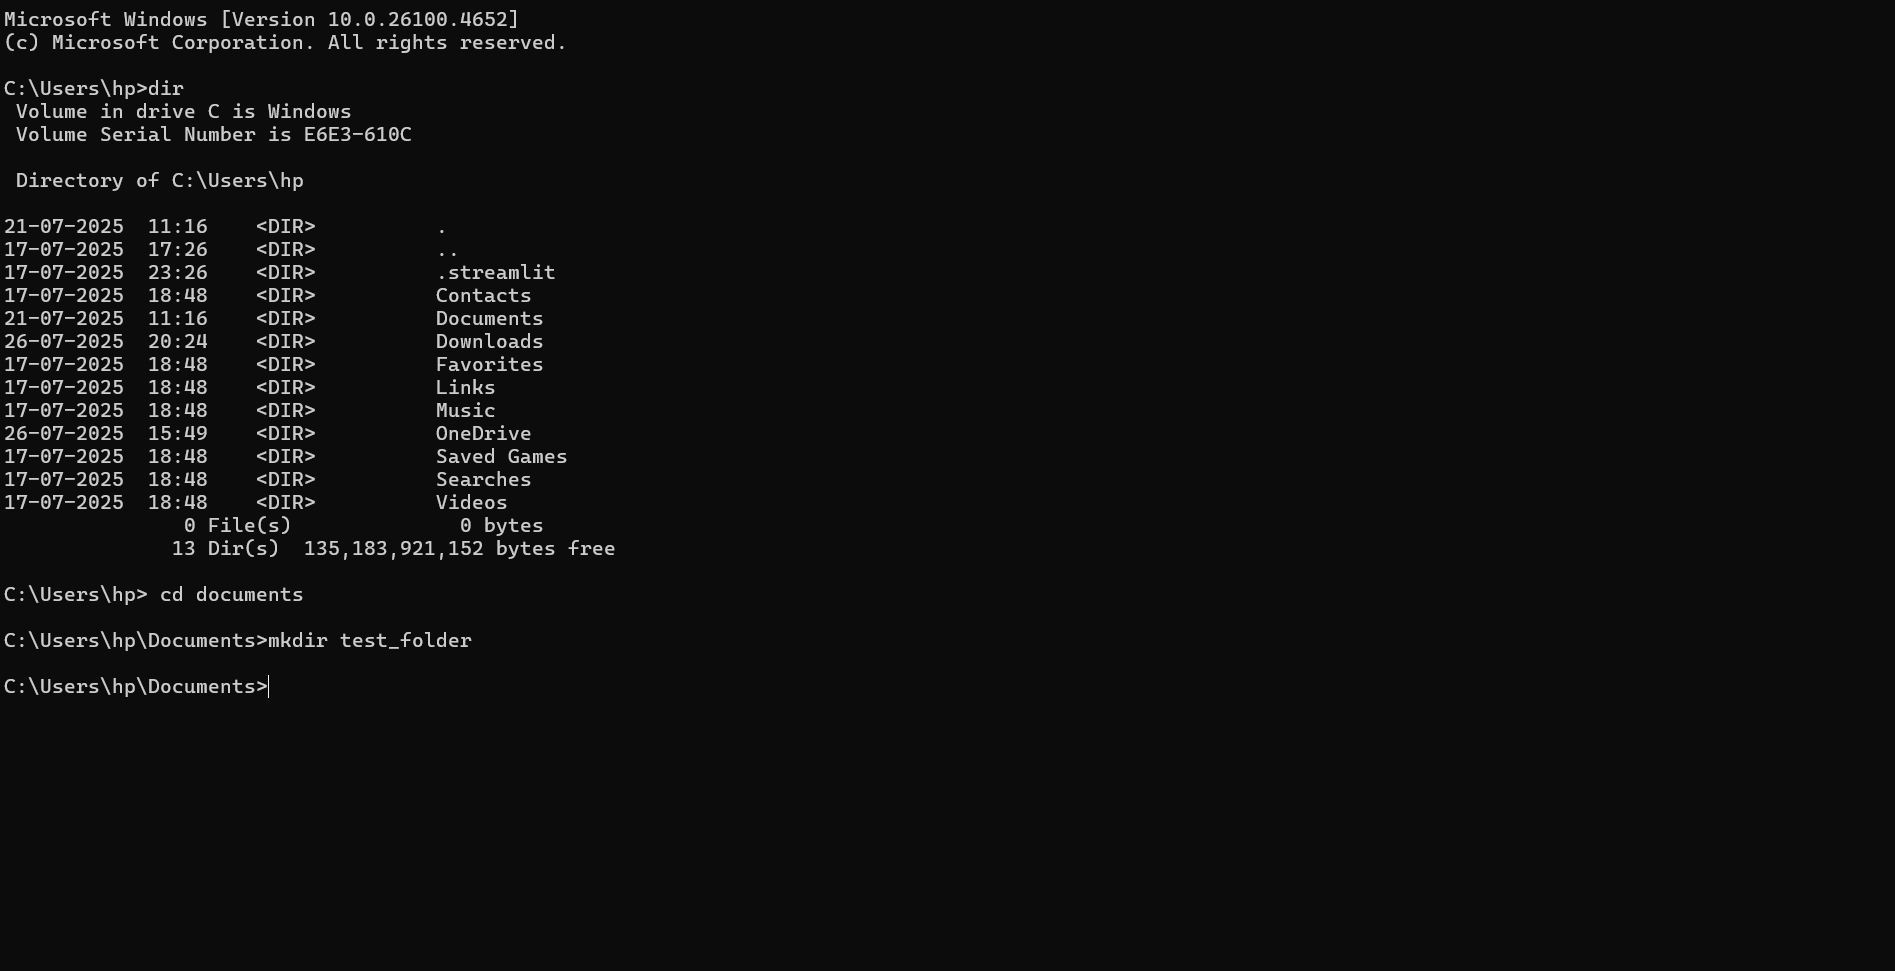 Microsoft Windows [Version 10.0.26100.4652]
(c) Microsoft Corporation. All rights reserved.

C:\Users\hp>dir
 Volume in drive C is Windows
 Volume Serial Number is E6E3-610C

 Directory of C:\Users\hp

21-07-2025  11:16    <DIR>          .
17-07-2025  17:26    <DIR>          ..
17-07-2025  23:26    <DIR>          .streamlit
17-07-2025  18:48    <DIR>          Contacts
21-07-2025  11:16    <DIR>          Documents
26-07-2025  20:24    <DIR>          Downloads
17-07-2025  18:48    <DIR>          Favorites
17-07-2025  18:48    <DIR>          Links
17-07-2025  18:48    <DIR>          Music
26-07-2025  15:49    <DIR>          OneDrive
17-07-2025  18:48    <DIR>          Saved Games
17-07-2025  18:48    <DIR>          Searches
17-07-2025  18:48    <DIR>          Videos
               0 File(s)              0 bytes
              13 Dir(s)  135,183,921,152 bytes free

C:\Users\hp> cd documents

C:\Users\hp\Documents>mkdir test_folder

C:\Users\hp\Documents>